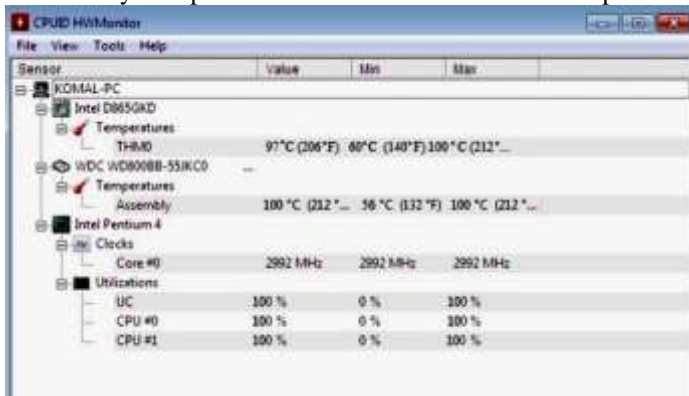 CPUID HWMonitor
File View Tools Help
Sensor Value Min Max
KOMAL-PC
Intel D865GKD
Temperatures
THM0 97°C (206°F) 60°C (140°F) 100°C (212°...
WDC WD800BB-55JKC0 ...
Temperatures
Assembly 100 °C (212 °... 56 °C (132 °F) 100 °C (212 °...
Intel Pentium 4
Clocks
Core #0 2992 MHz 2992 MHz 2992 MHz
Utilizations
UC 100 % 0 % 100 %
CPU #0 100 % 0 % 100 %
CPU #1 100 % 0 % 100 %